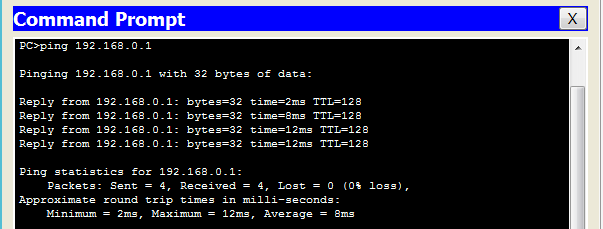 Command Prompt
X
PC>ping 192.168.0.1
Pinging 192.168.0.1 with 32 bytes of data:
Reply from 192.168.0.1: bytes=32 time=2ms TTL=128
Reply from 192.168.0.1: bytes=32 time=8ms TTL=128
Reply from 192.168.0.1: bytes=32 time=12ms TTL=128
Reply from 192.168.0.1: bytes=32 time=12ms TTL=128
Ping statistics for 192.168.0.1:
Packets: Sent = 4, Received = 4, Lost = 0 (0% loss),
Approximate round trip times in milli-seconds:
Minimum = 2ms, Maximum = 12ms, Average = 8ms